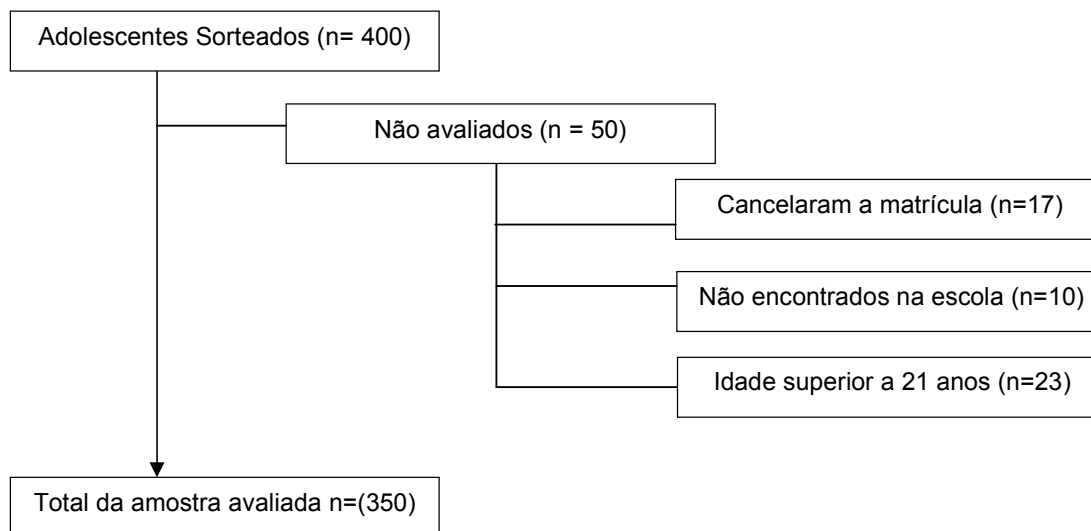 Adolescentes Sorteados (n= 400)
Não avaliados (n = 50)
Cancelaram a matrícula (n=17)
Não encontrados na escola (n=10)
Idade superior a 21 anos (n=23)
Total da amostra avaliada n=(350)